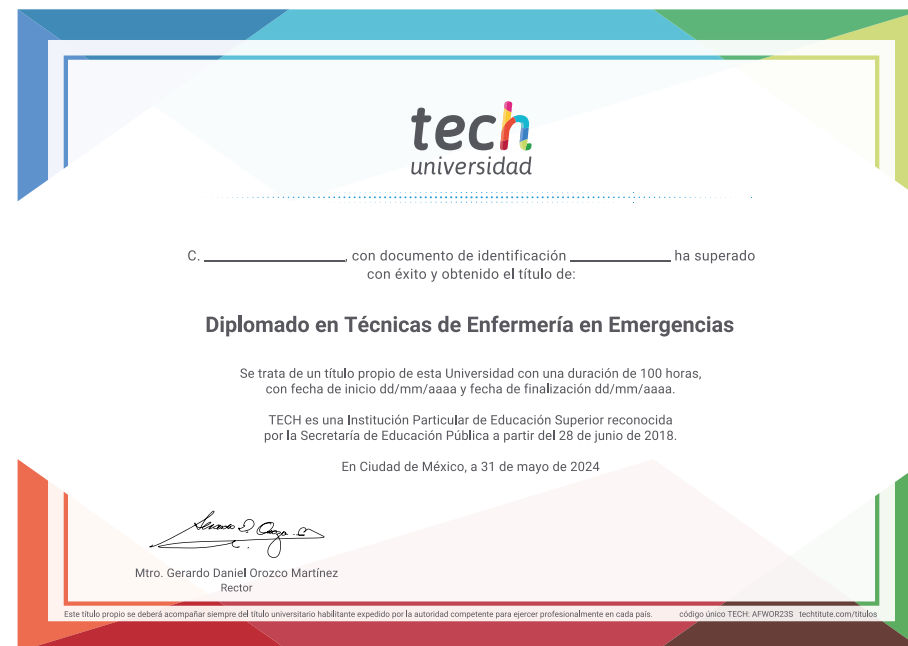 tech
universidad
C. ____________, con documento de identificación ____________ ha superado
con éxito y obtenido el título de:
Diplomado en Técnicas de Enfermería en Emergencias
Se trata de un título propio de esta Universidad con una duración de 100 horas,
con fecha de inicio dd/mm/aaaa y fecha de finalización dd/mm/aaaa.
TECH es una Institución Particular de Educación Superior reconocida
por la Secretaría de Educación Pública a partir del 28 de junio de 2018.
En Ciudad de México, a 31 de mayo de 2024
Mtro. Gerardo Daniel Orozco Martínez
Rector
Este título propio se deberá acompañar siempre del título universitario habilitante expedido por la autoridad competente para ejercer profesionalmente en cada país. código único TECH: AFWOR23S techtitute.com/titulos